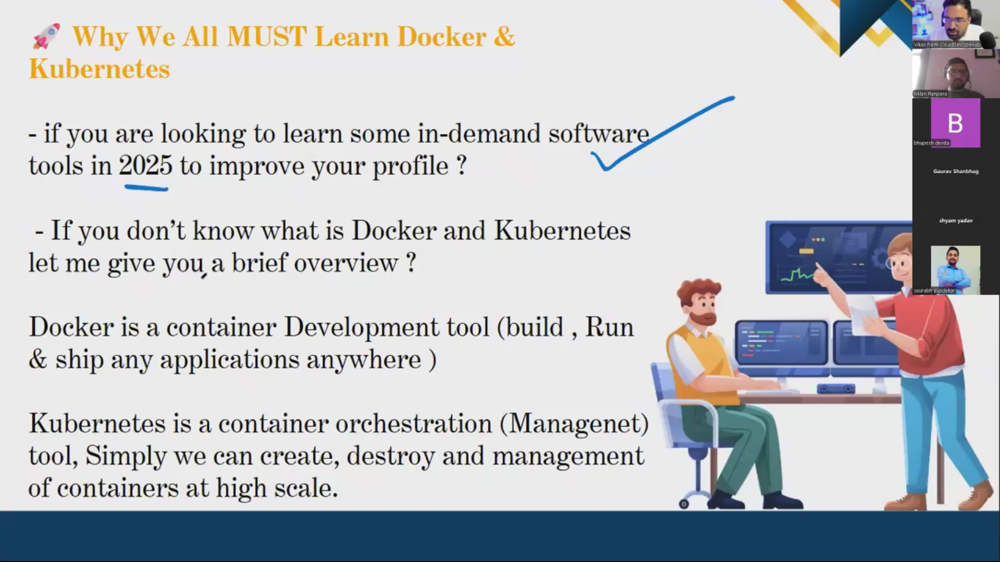 🚀 Why We All MUST Learn Docker &
Kubernetes
- if you are looking to learn some in-demand software
tools in 2025 to improve your profile ?
- If you don't know what is Docker and Kubernetes
let me give you a brief overview ?
Docker is a container Development tool (build , Run
& ship any applications anywhere )
Kubernetes is a container orchestration (Managenet)
tool, Simply we can create, destroy and management
of containers at high scale.
Vikas from CloudDevOpsHub
Milan Ranpara
B
bhupesh devda
Gaurav Shanbhag
shyam yadav
saurabh pusdekar